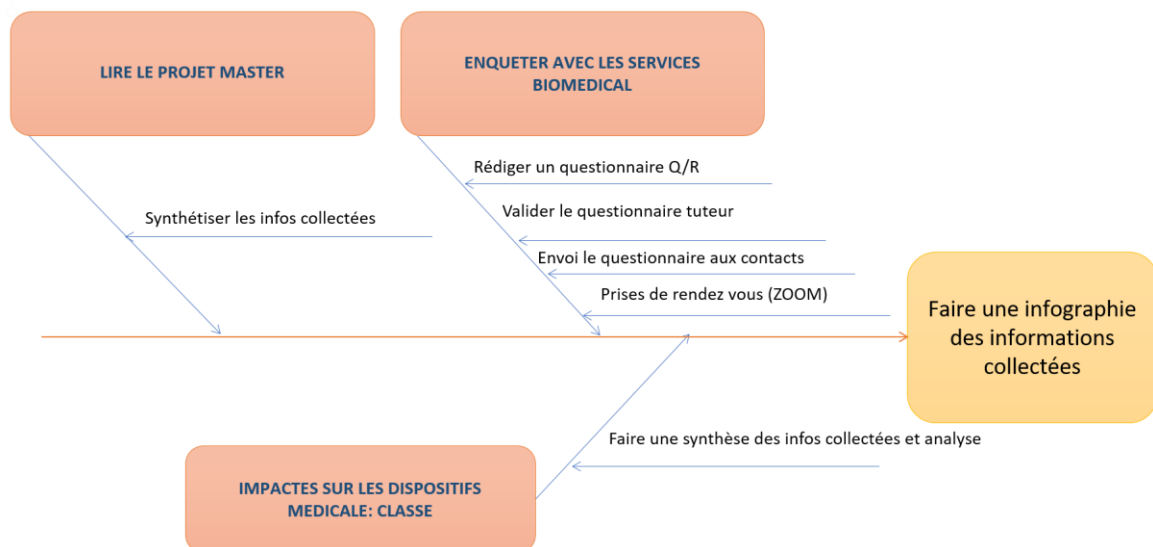 LIRE LE PROJET MASTER
ENQUETER AVEC LES SERVICES
BIOMEDICAL
Rédiger un questionnaire Q/R
Synthétiser les infos collectées
Valider le questionnaire tuteur
Envoi le questionnaire aux contacts
Prises de rendez vous (ZOOM)
Faire une infographie
des informations
collectées
Faire une synthèse des infos collectées et analyse
IMPACTES SUR LES DISPOSITIFS
MEDICALE: CLASSE